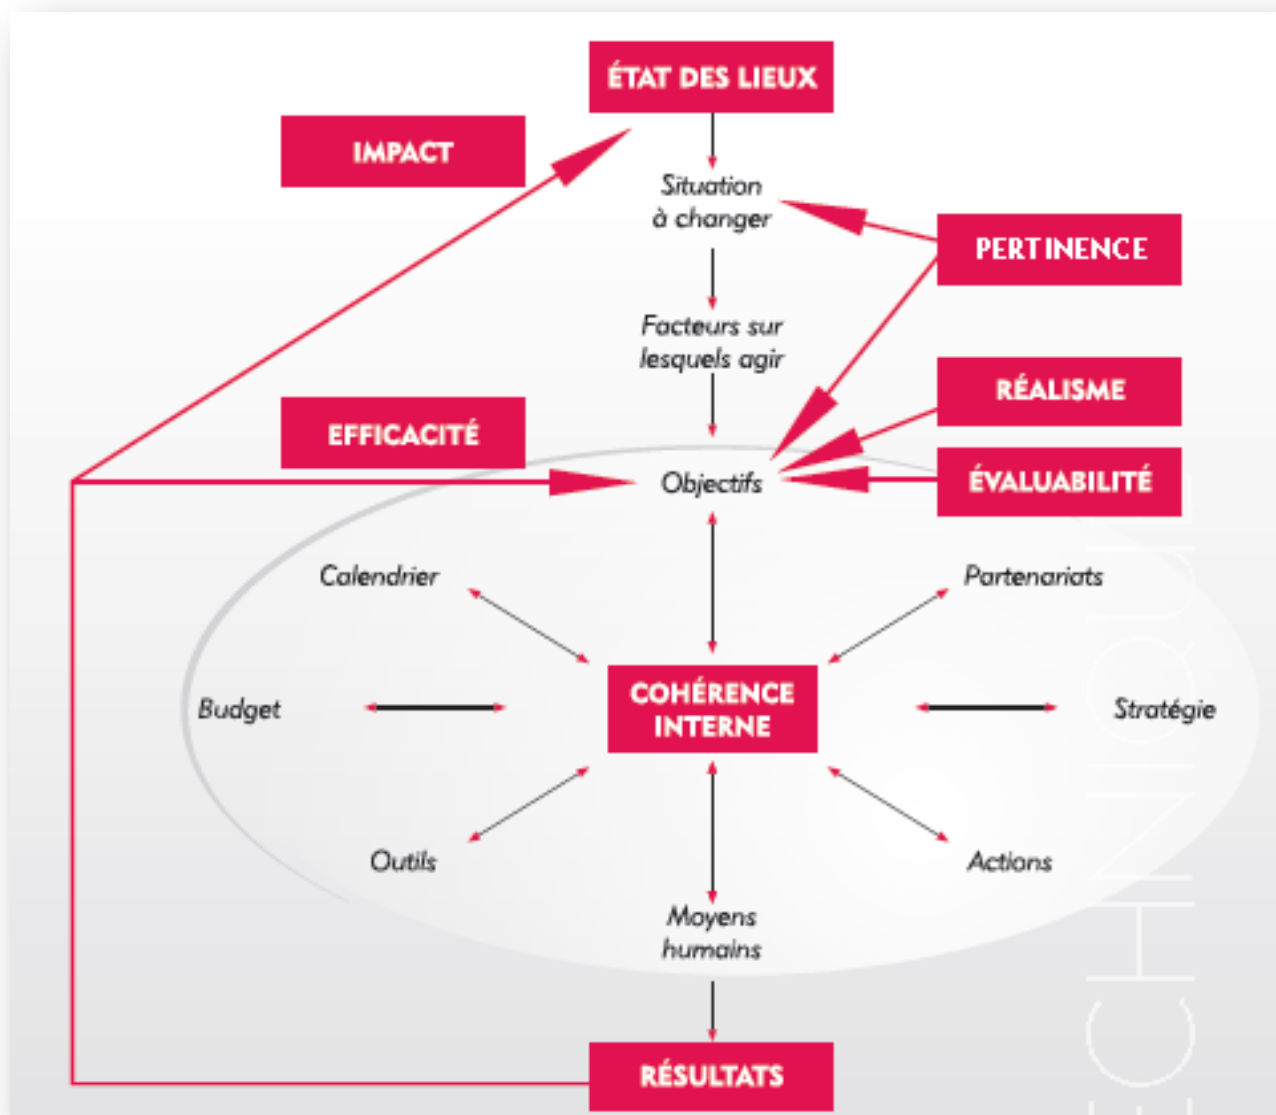 ÉTAT DES LIEUX
IMPACT
Situation
à changer
PERTINENCE
Facteurs sur
lesquels agir
RÉALISME
EFFICACITÉ
Objectifs
ÉVALUABILITÉ
Calendrier
Partenariats
COHÉRENCE
INTERNE
Budget
Stratégie
Outils
Actions
Moyens
humains
RÉSULTATS
ECHNIQUE